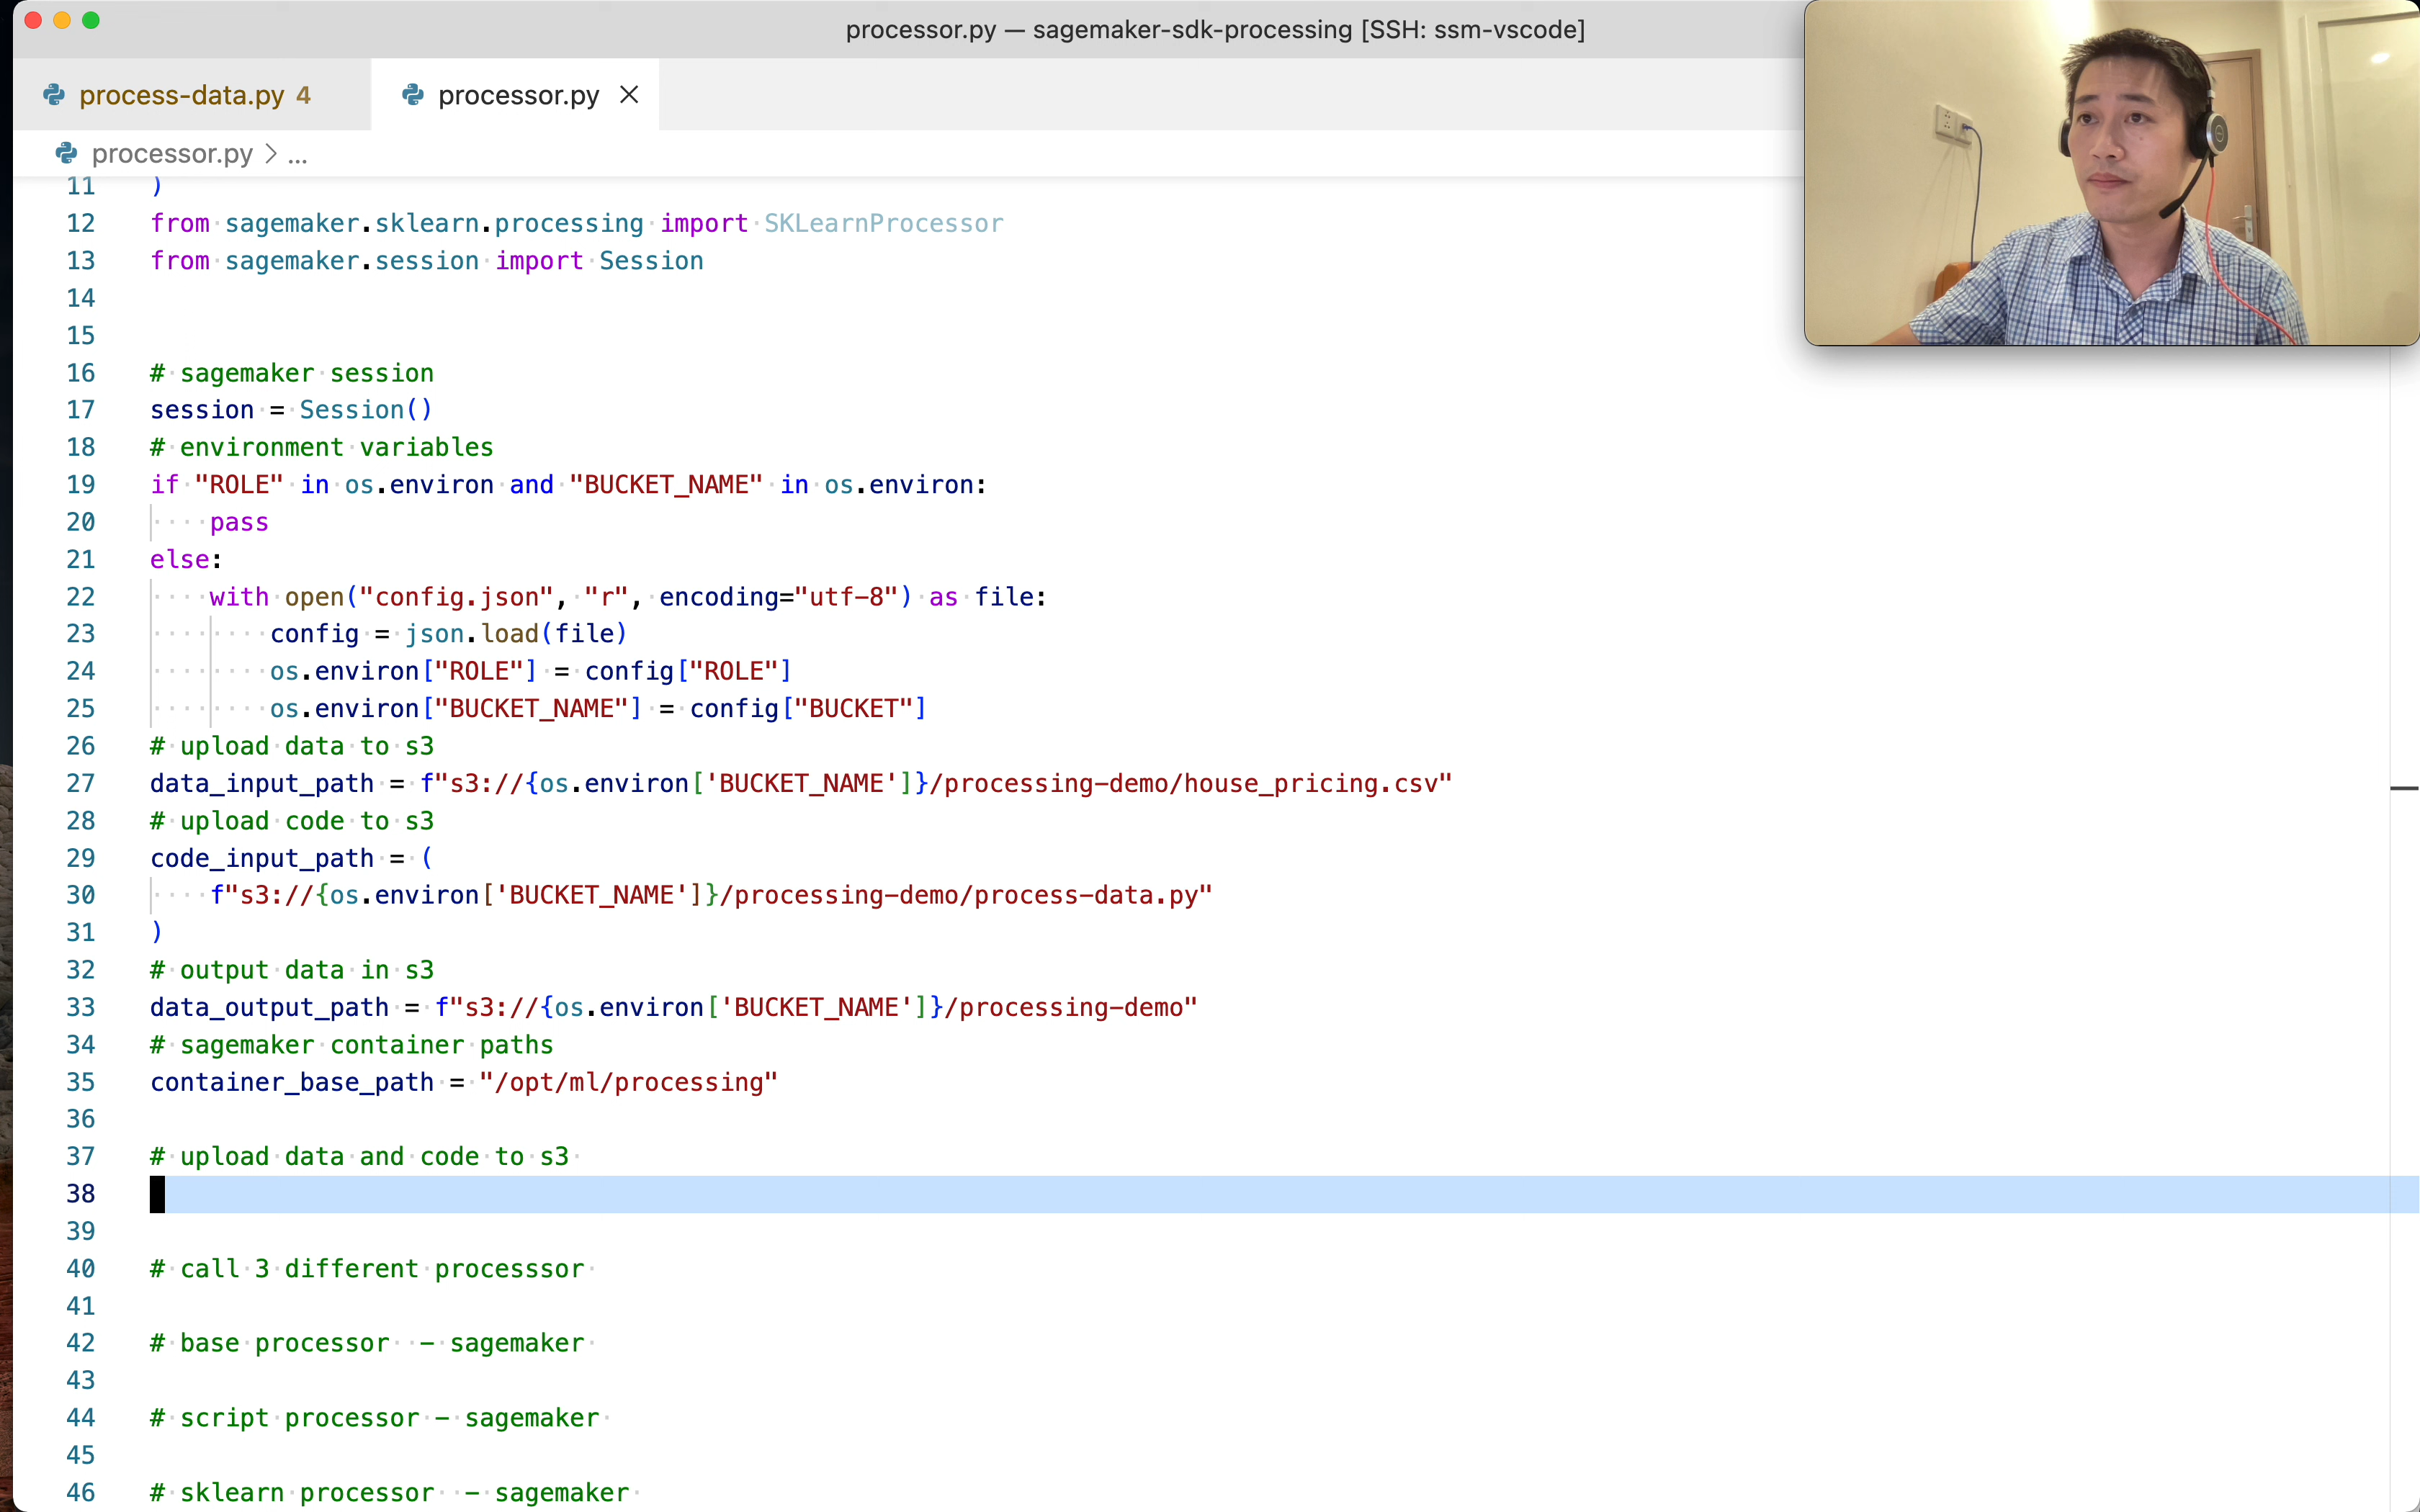 processor.py — sagemaker-sdk-processing [SSH: ssm-vscode]
process-data.py 4
processor.py
processor.py > ...
11 )
12 from sagemaker.sklearn.processing import SKLearnProcessor
13 from sagemaker.session import Session
14
15
16 # sagemaker session
17 session = Session()
18 # environment variables
19 if "ROLE" in os.environ and "BUCKET_NAME" in os.environ:
20     pass
21 else:
22     with open("config.json", "r", encoding="utf-8") as file:
23         config = json.load(file)
24         os.environ["ROLE"] = config["ROLE"]
25         os.environ["BUCKET_NAME"] = config["BUCKET"]
26 # upload data to s3
27 data_input_path = f"s3://{os.environ['BUCKET_NAME']}/processing-demo/house_pricing.csv"
28 # upload code to s3
29 code_input_path = (
30     f"s3://{os.environ['BUCKET_NAME']}/processing-demo/process-data.py"
31 )
32 # output data in s3
33 data_output_path = f"s3://{os.environ['BUCKET_NAME']}/processing-demo"
34 # sagemaker container paths
35 container_base_path = "/opt/ml/processing"
36
37 # upload data and code to s3
38
39
40 # call 3 different processsor
41
42 # base processor  - sagemaker
43
44 # script processor - sagemaker
45
46 # sklearn processor  - sagemaker